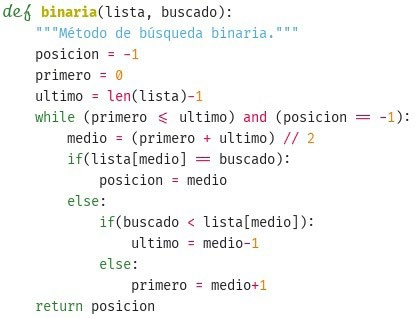 def binaria(lista, buscado):
    """Método de búsqueda binaria."""
    posicion = -1
    primero = 0
    ultimo = len(lista)-1
    while (primero <= ultimo) and (posicion == -1):
        medio = (primero + ultimo) // 2
        if(lista[medio] == buscado):
            posicion = medio
        else:
            if(buscado < lista[medio]):
                ultimo = medio-1
            else:
                primero = medio+1
    return posicion